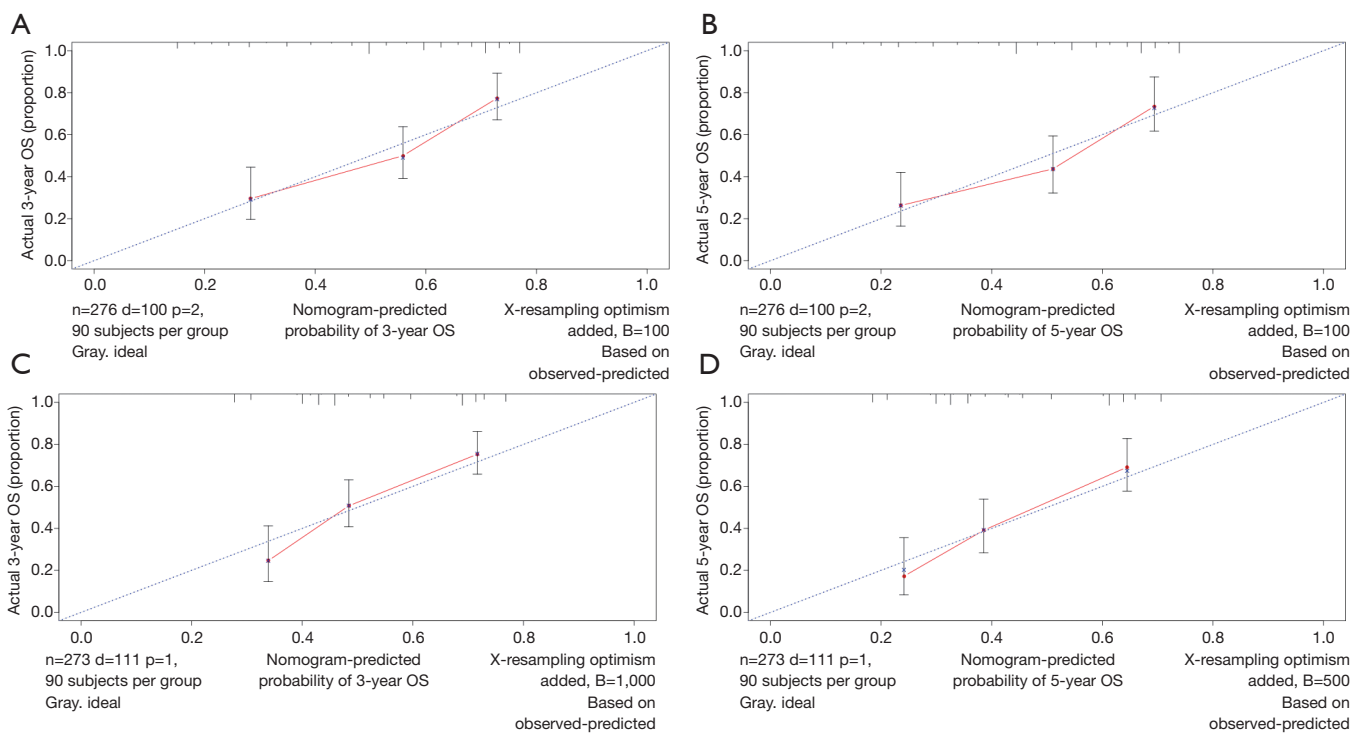 A
Actual 3-year OS (proportion)
1.0
0.8
0.6
0.4
0.2
0.0
0.0 0.2 0.4 0.6 0.8 1.0
n=276 d=100 p=2,
90 subjects per group
Gray. ideal
Nomogram-predicted
probability of 3-year OS
X-resampling optimism
added, B=100
Based on
observed-predicted
B
Actual 5-year OS (proportion)
1.0
0.8
0.6
0.4
0.2
0.0
0.0 0.2 0.4 0.6 0.8 1.0
n=276 d=100 p=2,
90 subjects per group
Gray. ideal
Nomogram-predicted
probability of 5-year OS
X-resampling optimism
added, B=100
Based on
observed-predicted
C
Actual 3-year OS (proportion)
1.0
0.8
0.6
0.4
0.2
0.0
0.0 0.2 0.4 0.6 0.8 1.0
n=273 d=111 p=1,
90 subjects per group
Gray. ideal
Nomogram-predicted
probability of 3-year OS
X-resampling optimism
added, B=1,000
Based on
observed-predicted
D
Actual 5-year OS (proportion)
1.0
0.8
0.6
0.4
0.2
0.0
0.0 0.2 0.4 0.6 0.8 1.0
n=273 d=111 p=1,
90 subjects per group
Gray. ideal
Nomogram-predicted
probability of 5-year OS
X-resampling optimism
added, B=500
Based on
observed-predicted